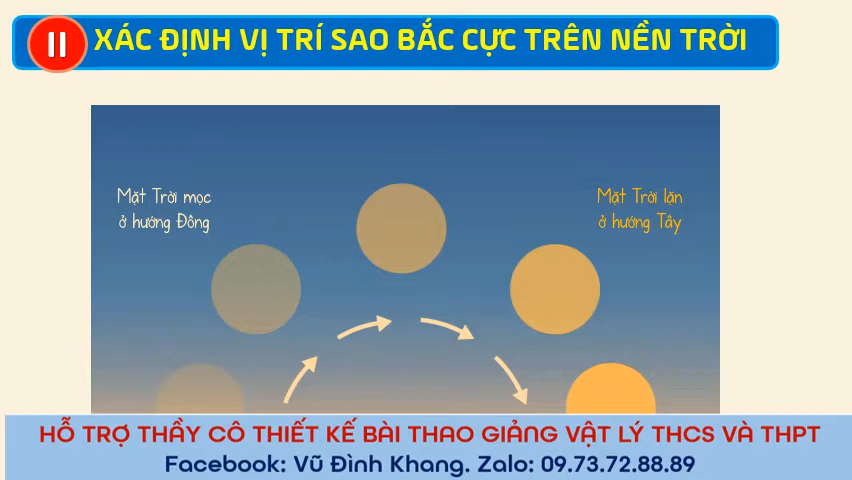 II XÁC ĐỊNH VỊ TRÍ SAO BẮC CỰC TRÊN NỀN TRỜI
Mặt Trời mọc
ở hướng Đông
Mặt Trời lặn
ở hướng Tây
HỖ TRỢ THẦY CÔ THIẾT KẾ BÀI THAO GIẢNG VẬT LÝ THCS VÀ THPT
Facebook: Vũ Đình Khang. Zalo: 09.73.72.88.89